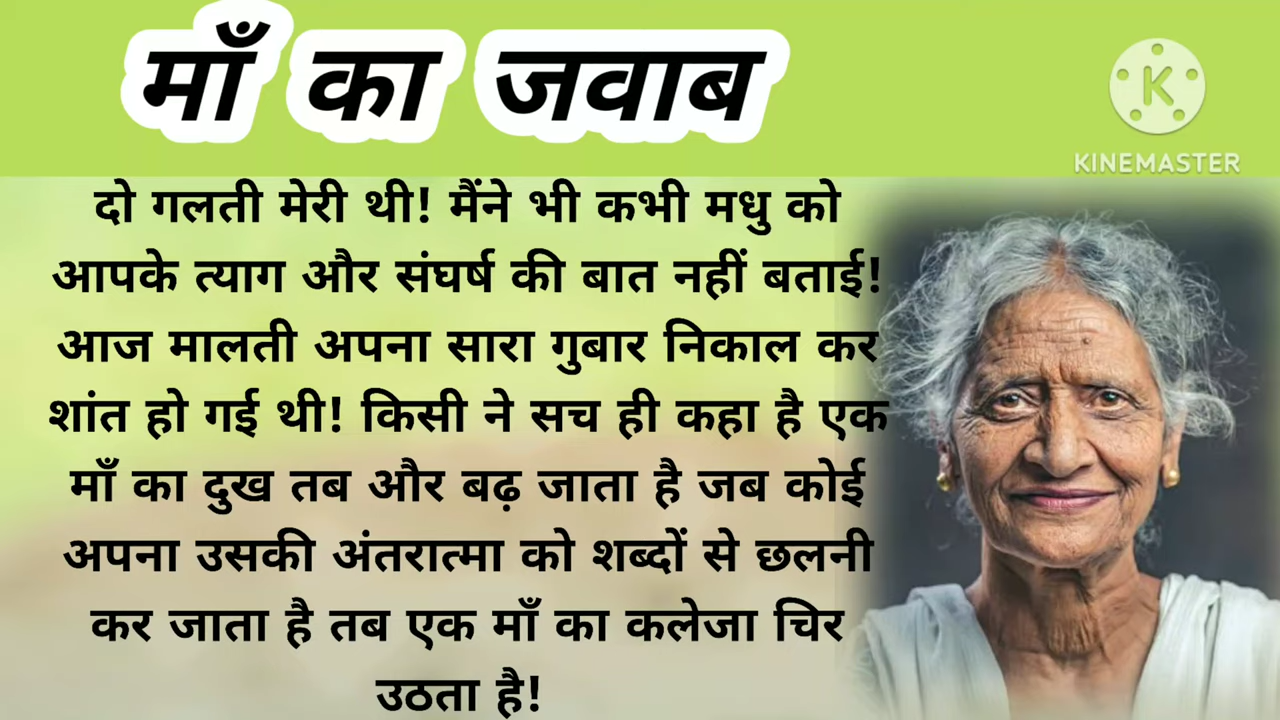 माँ का जवाब
KINEMASTER
दो गलती मेरी थी! मैंने भी कभी मधु को
आपके त्याग और संघर्ष की बात नहीं बताई!
आज मालती अपना सारा गुबार निकाल कर
शांत हो गई थी! किसी ने सच ही कहा है एक
माँ का दुख तब और बढ़ जाता है जब कोई
अपना उसकी अंतरात्मा को शब्दों से छलनी
कर जाता है तब एक माँ का कलेजा चिर
उठता है!